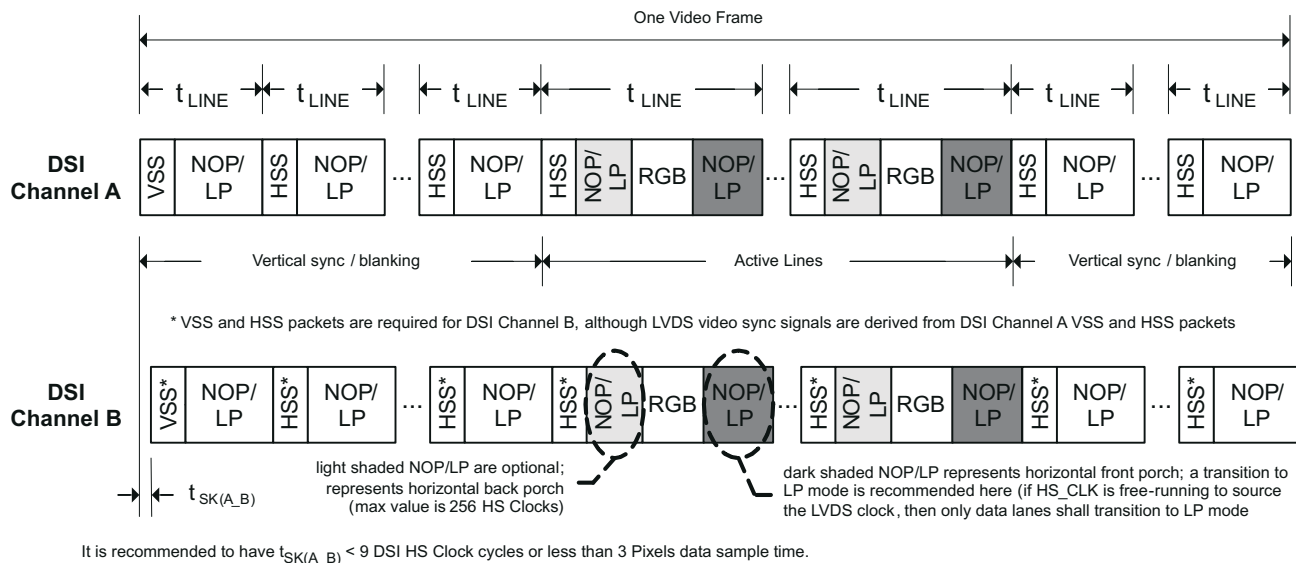 One Video Frame
t LINE t LINE t LINE t LINE t LINE t LINE t LINE
DSI
Channel A
VSS NOP/ LP HSS NOP/ LP ... HSS NOP/ LP HSS NOP/ LP RGB NOP/ LP ... HSS NOP/ LP RGB NOP/ LP HSS NOP/ LP ... HSS NOP/ LP
Vertical sync / blanking Active Lines Vertical sync / blanking
* VSS and HSS packets are required for DSI Channel B, although LVDS video sync signals are derived from DSI Channel A VSS and HSS packets
DSI
Channel B
VSS* NOP/ LP HSS* NOP/ LP ... HSS* NOP/ LP HSS* NOP/ LP RGB NOP/ LP ... HSS* NOP/ LP RGB NOP/ LP HSS* NOP/ LP ... HSS* NOP/ LP
light shaded NOP/LP are optional;
represents horizontal back porch
(max value is 256 HS Clocks)
dark shaded NOP/LP represents horizontal front porch; a transition to
LP mode is recommended here (if HS_CLK is free-running to source
the LVDS clock, then only data lanes shall transition to LP mode
tSK(A_B)
It is recommended to have tSK(A_B) < 9 DSI HS Clock cycles or less than 3 Pixels data sample time.